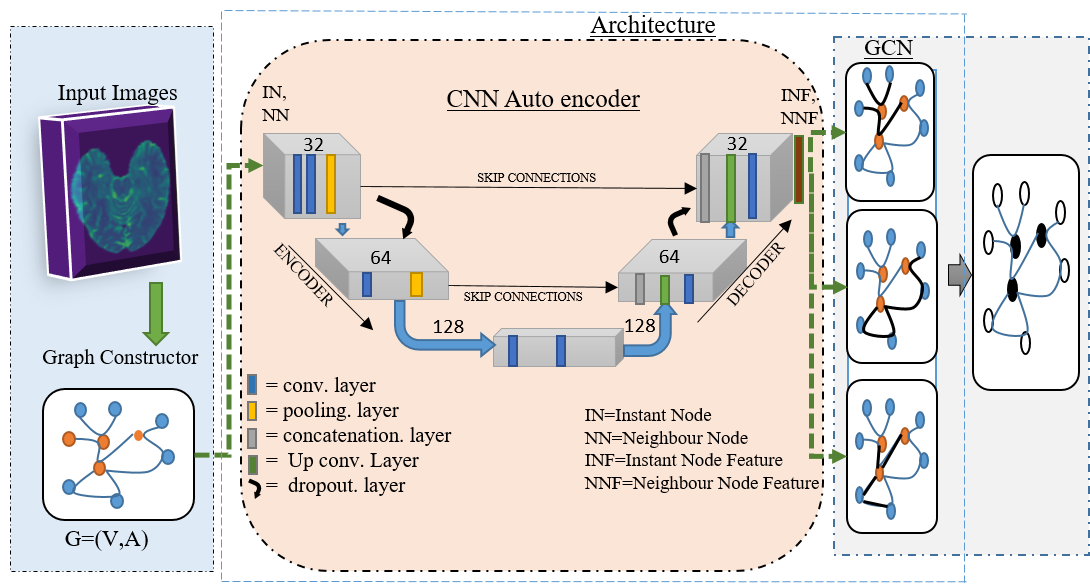 Architecture
Input Images
Graph Constructor
G=(V,A)
CNN Auto encoder
IN,
NN
INF,
NNF
32
32
SKIP CONNECTIONS
64
64
SKIP CONNECTIONS
ENCODER
DECODER
128
128
= conv. layer
= pooling. layer
= concatenation. layer
= Up conv. Layer
= dropout. layer
IN=Instant Node
NN=Neighbour Node
INF=Instant Node Feature
NNF=Neighbour Node Feature
GCN